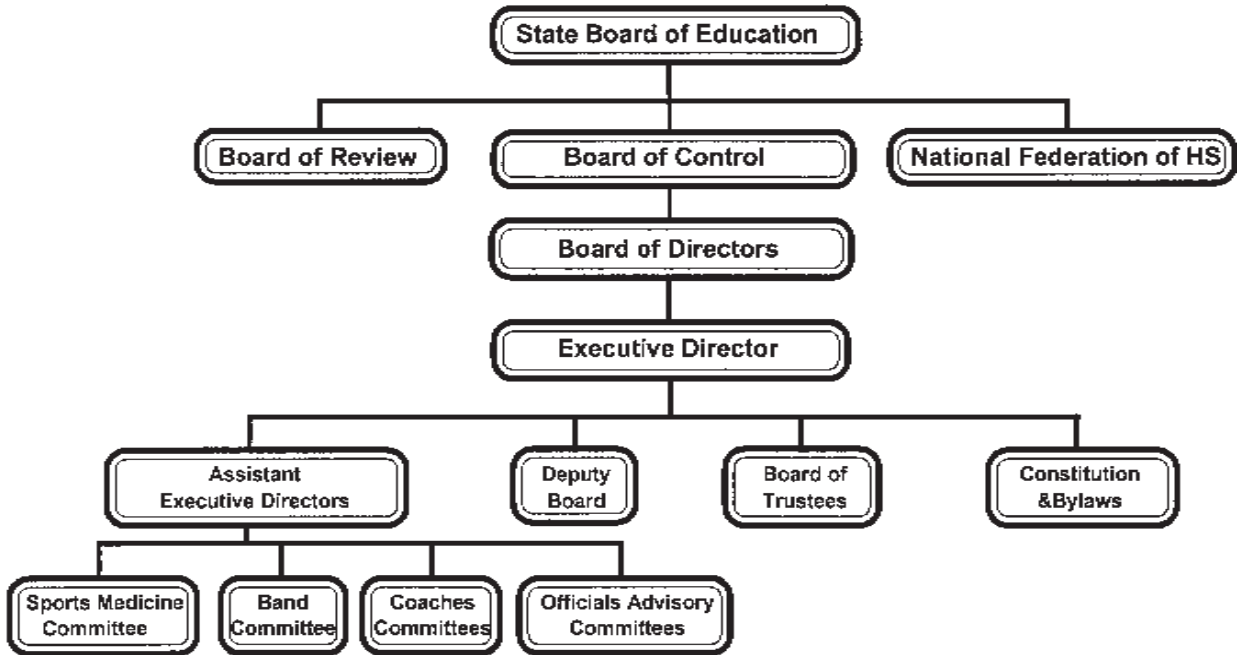 State Board of Education
Board of Review
Board of Control
National Federation of HS
Board of Directors
Executive Director
Assistant
Executive Directors
Deputy
Board
Board of
Trustees
Constitution
&Bylaws
Sports Medicine
Committee
Band
Committee
Coaches
Committees
Officials Advisory
Committees